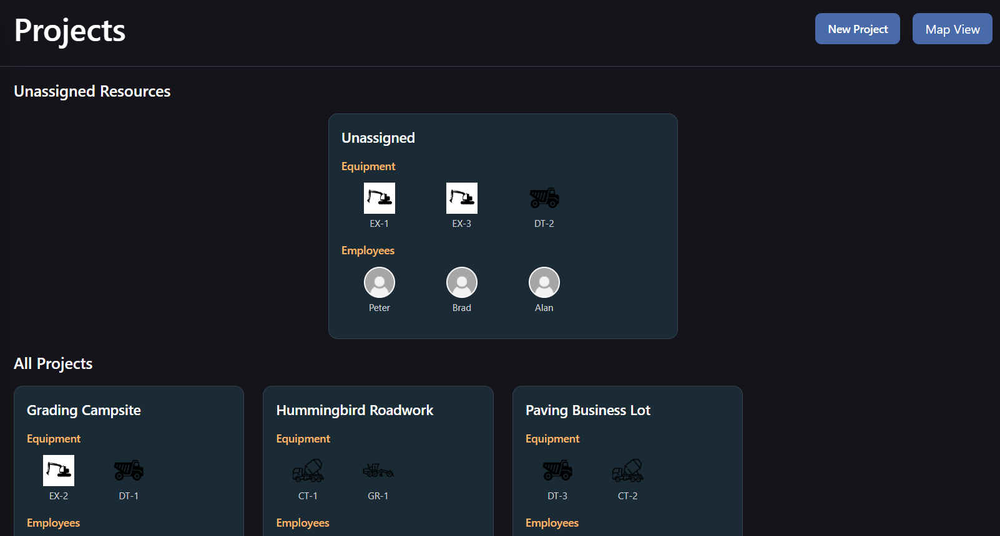 Projects
New Project
Map View
Unassigned Resources
Unassigned
Equipment
EX-1
EX-3
DT-2
Employees
Peter
Brad
Alan
All Projects
Grading Campsite
Equipment
EX-2
DT-1
Employees
Hummingbird Roadwork
Equipment
CT-1
GR-1
Employees
Paving Business Lot
Equipment
DT-3
CT-2
Employees